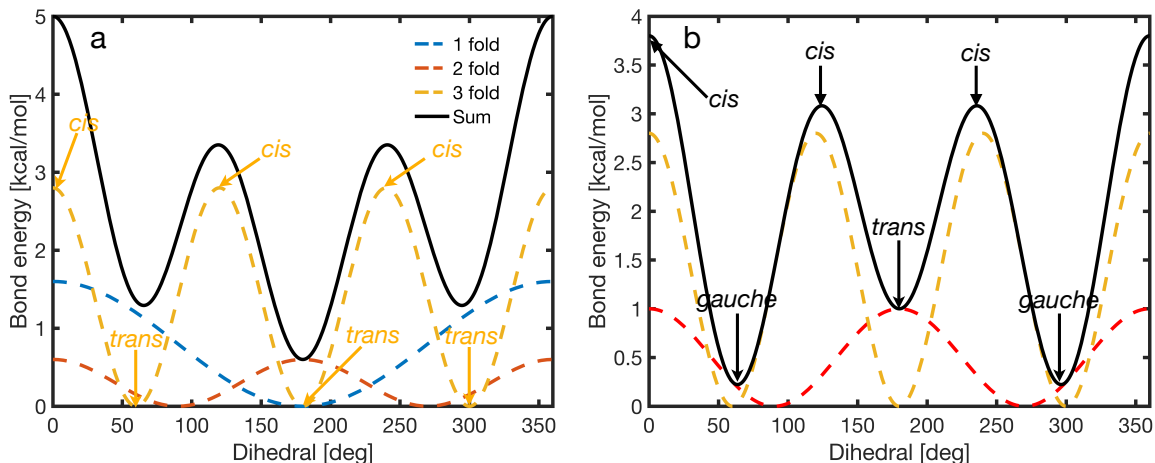 a
1 fold
2 fold
3 fold
Sum
cis
cis
cis
trans
trans
trans
5
4
3
2
1
0
Bond energy [kcal/mol]
0 50 100 150 200 250 300 350
Dihedral [deg]
b
cis
cis
cis
trans
gauche
gauche
4
3.5
3
2.5
2
1.5
1
0.5
0
Bond energy [kcal/mol]
0 50 100 150 200 250 300 350
Dihedral [deg]